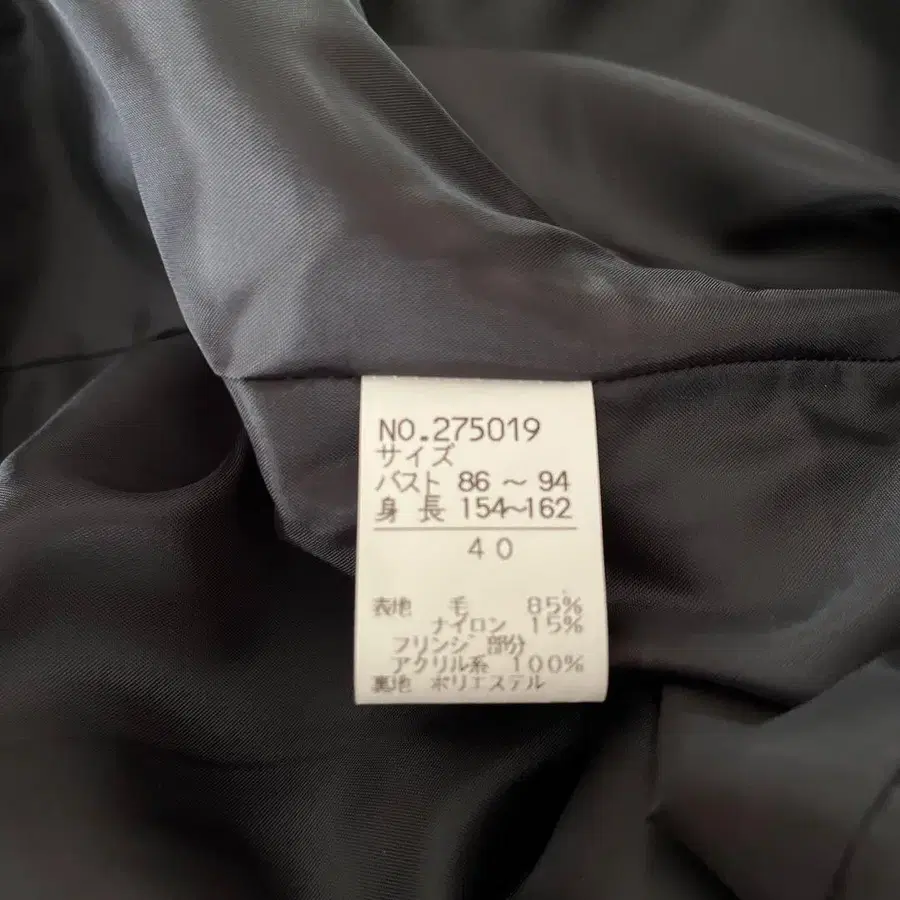 NO.275019
サイズ
バスト 86 ～ 94
身 長 154～162
40
表地 毛 85%
ナイロン 15%
フリンジ 部分
アクリル系 100%
裏地 ポリエステル